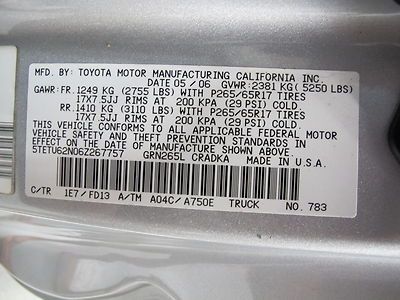 MFD. BY: TOYOTA MOTOR MANUFACTURING CALIFORNIA INC.
DATE 05 / 06 GVWR: 2381 KG ( 5250 LBS)
GAWR: FR. 1249 KG (2755 LBS) WITH P265/65R17 TIRES
17X7.5JJ RIMS AT 200 KPA (29 PSI) COLD.
RR. 1410 KG (3110 LBS) WITH P265/65R17 TIRES
17X7.5JJ RIMS AT 200 KPA (29 PSI) COLD.
THIS VEHICLE CONFORMS TO ALL APPLICABLE FEDERAL MOTOR
VEHICLE SAFETY AND THEFT PREVENTION STANDARDS IN
EFFECT ON THE DATE OF MANUFACTURE SHOWN ABOVE.
5TETU62N06Z267757 GRN265L CRADKA MADE IN U.S.A.
C/TR 1E7/FD13 A/TM A04C/ A750E TRUCK NO. 783